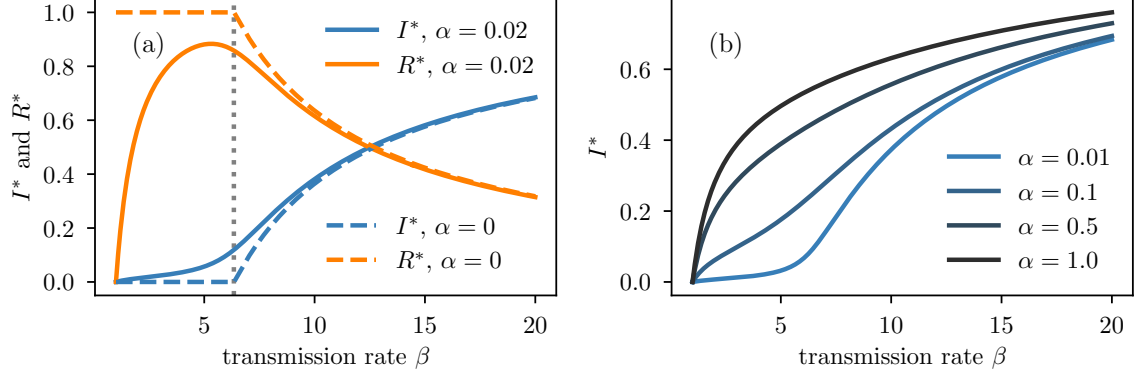 (a)
I* and R*
1.0
0.8
0.6
0.4
0.2
0.0
I*, α = 0.02
R*, α = 0.02
I*, α = 0
R*, α = 0
5 10 15 20
transmission rate β
(b)
I*
0.6
0.4
0.2
0.0
α = 0.01
α = 0.1
α = 0.5
α = 1.0
5 10 15 20
transmission rate β